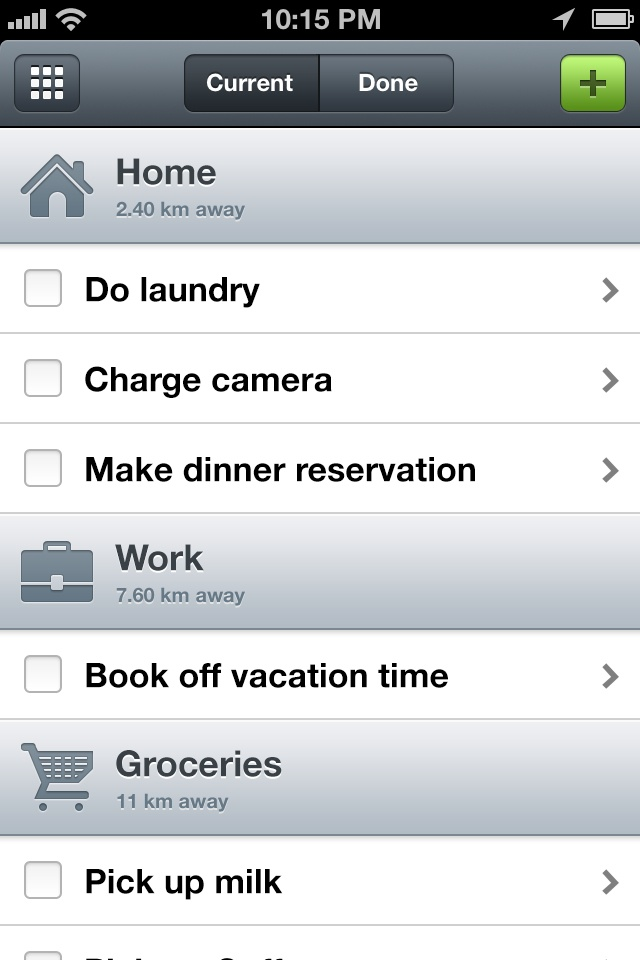 10:15 PM
Current Done
Home
2.40 km away
Do laundry
Charge camera
Make dinner reservation
Work
7.60 km away
Book off vacation time
Groceries
11 km away
Pick up milk